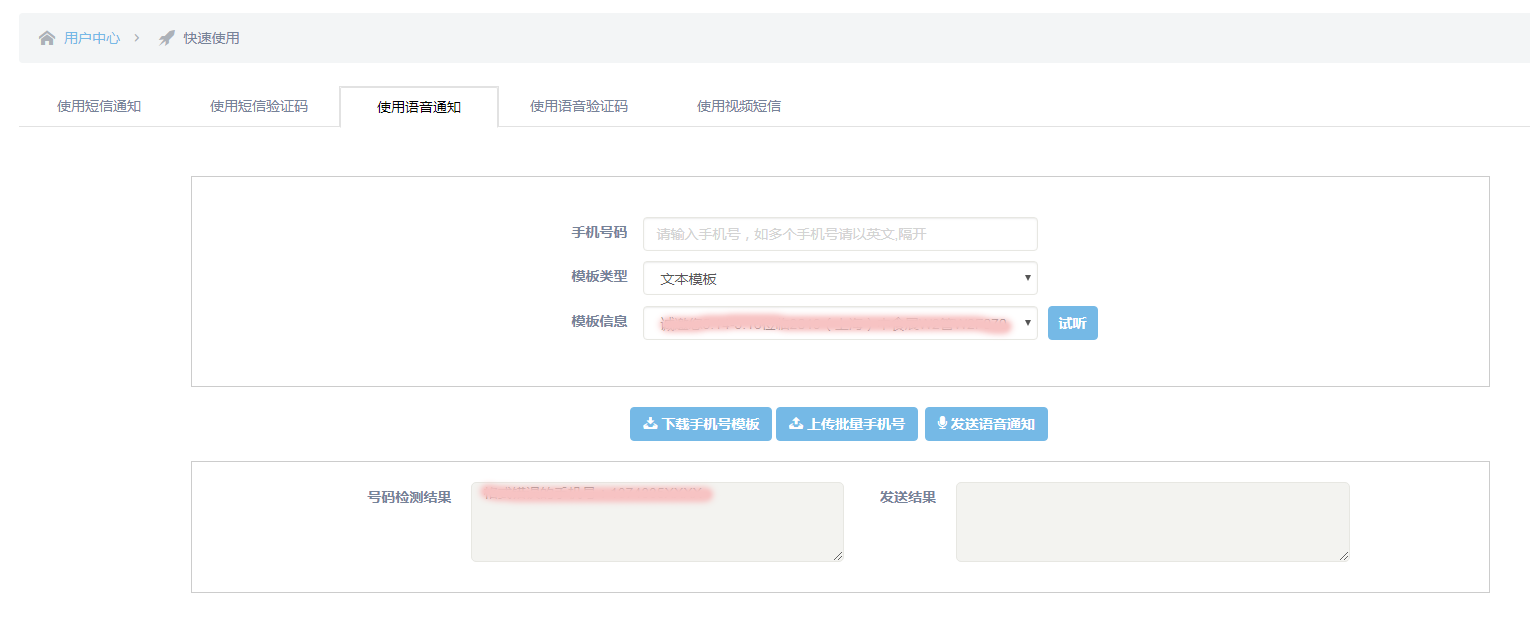 用户中心 快速使用
使用短信通知 使用短信验证码 使用语音通知 使用语音验证码 使用视频短信
手机号码 请输入手机号，如多个手机号请以英文,隔开
模板类型 文本模板
模板信息 试听
下载手机号模板 上传批量手机号 发送语音通知
号码检测结果 发送结果